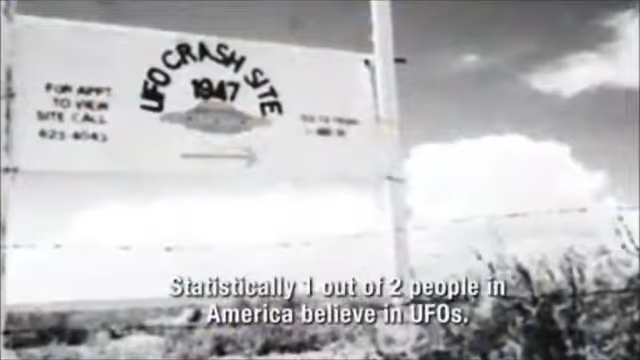 UFO CRASH SITE
1947
FOR APPT.
TO VIEW
SITE CALL
623-4043
Statistically 1 out of 2 people in
America believe in UFOs.